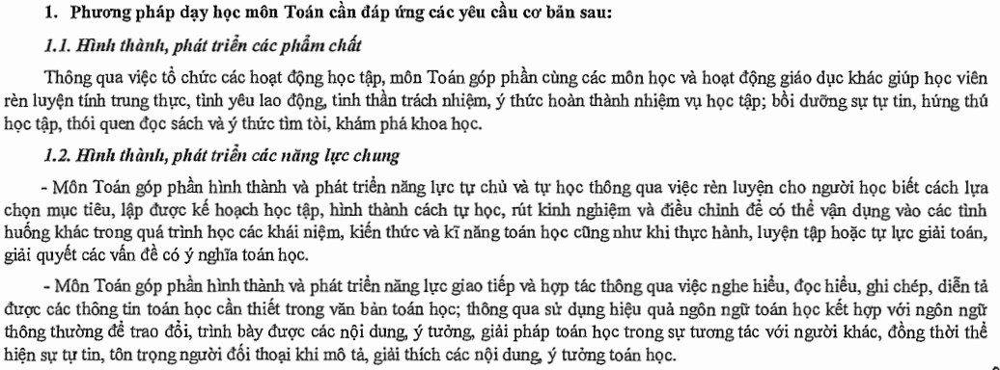 1. Phương pháp dạy học môn Toán cần đáp ứng các yêu cầu cơ bản sau:
1.1. Hình thành, phát triển các phẩm chất
Thông qua việc tổ chức các hoạt động học tập, môn Toán góp phần cùng các môn học và hoạt động giáo dục khác giúp học viên
rèn luyện tính trung thực, tình yêu lao động, tinh thần trách nhiệm, ý thức hoàn thành nhiệm vụ học tập; bồi dưỡng sự tự tin, hứng thú
học tập, thói quen đọc sách và ý thức tìm tòi, khám phá khoa học.
1.2. Hình thành, phát triển các năng lực chung
- Môn Toán góp phần hình thành và phát triển năng lực tự chủ và tự học thông qua việc rèn luyện cho người học biết cách lựa
chọn mục tiêu, lập được kế hoạch học tập, hình thành cách tự học, rút kinh nghiệm và điều chỉnh để có thể vận dụng vào các tình
huống khác trong quá trình học các khái niệm, kiến thức và kĩ năng toán học cũng như khi thực hành, luyện tập hoặc tự lực giải toán,
giải quyết các vấn đề có ý nghĩa toán học.
- Môn Toán góp phần hình thành và phát triển năng lực giao tiếp và hợp tác thông qua việc nghe hiểu, đọc hiểu, ghi chép, diễn tả
được các thông tin toán học cần thiết trong văn bản toán học; thông qua sử dụng hiệu quả ngôn ngữ toán học kết hợp với ngôn ngữ
thông thường để trao đổi, trình bày được các nội dung, ý tưởng, giải pháp toán học trong sự tương tác với người khác, đồng thời thể
hiện sự tự tin, tôn trọng người đối thoại khi mô tả, giải thích các nội dung, ý tưởng toán học.